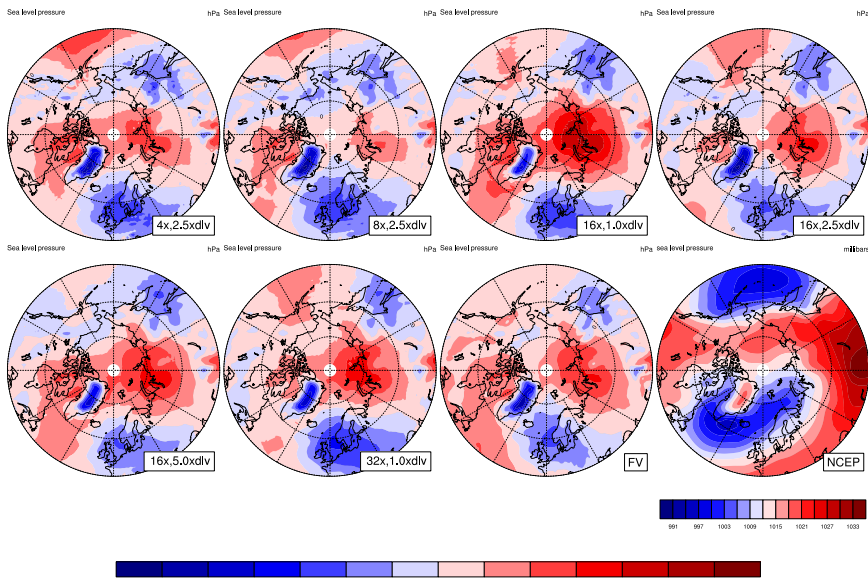 Sea level pressure hPa Sea level pressure hPa Sea level pressure hPa Sea level pressure hPa
4x,2.5xdlv 8x,2.5xdlv 16x,1.0xdlv 16x,2.5xdlv
Sea level pressure hPa Sea level pressure hPa Sea level pressure hPa sea level pressure millibars
16x,5.0xdlv 32x,1.0xdlv FV NCEP
991 997 1003 1009 1015 1021 1027 1033